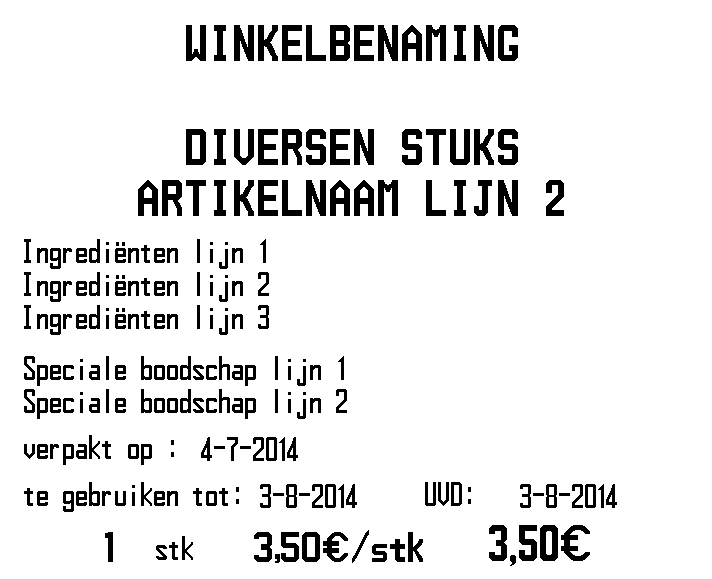 WINKELBENAMING
DIVERSEN STUKS
ARTIKELNAAM LIJN 2
Ingrediënten lijn 1
Ingrediënten lijn 2
Ingrediënten lijn 3
Speciale boodschap lijn 1
Speciale boodschap lijn 2
verpakt op : 4-7-2014
te gebruiken tot: 3-8-2014 UVD: 3-8-2014
1 stk 3,50€/stk 3,50€